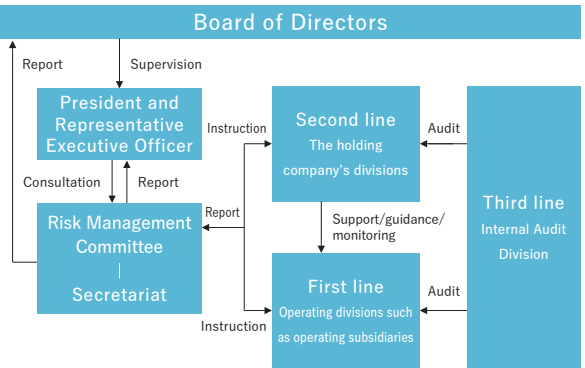 Board of Directors
Report
Supervision
President and
Representative
Executive Officer
Consultation
Report
Risk Management
Committee
Secretariat
Instruction
Report
Instruction
Second line
The holding
company's divisions
Support/guidance/
monitoring
First line
Operating divisions such
as operating subsidiaries
Audit
Audit
Third line
Internal Audit
Division